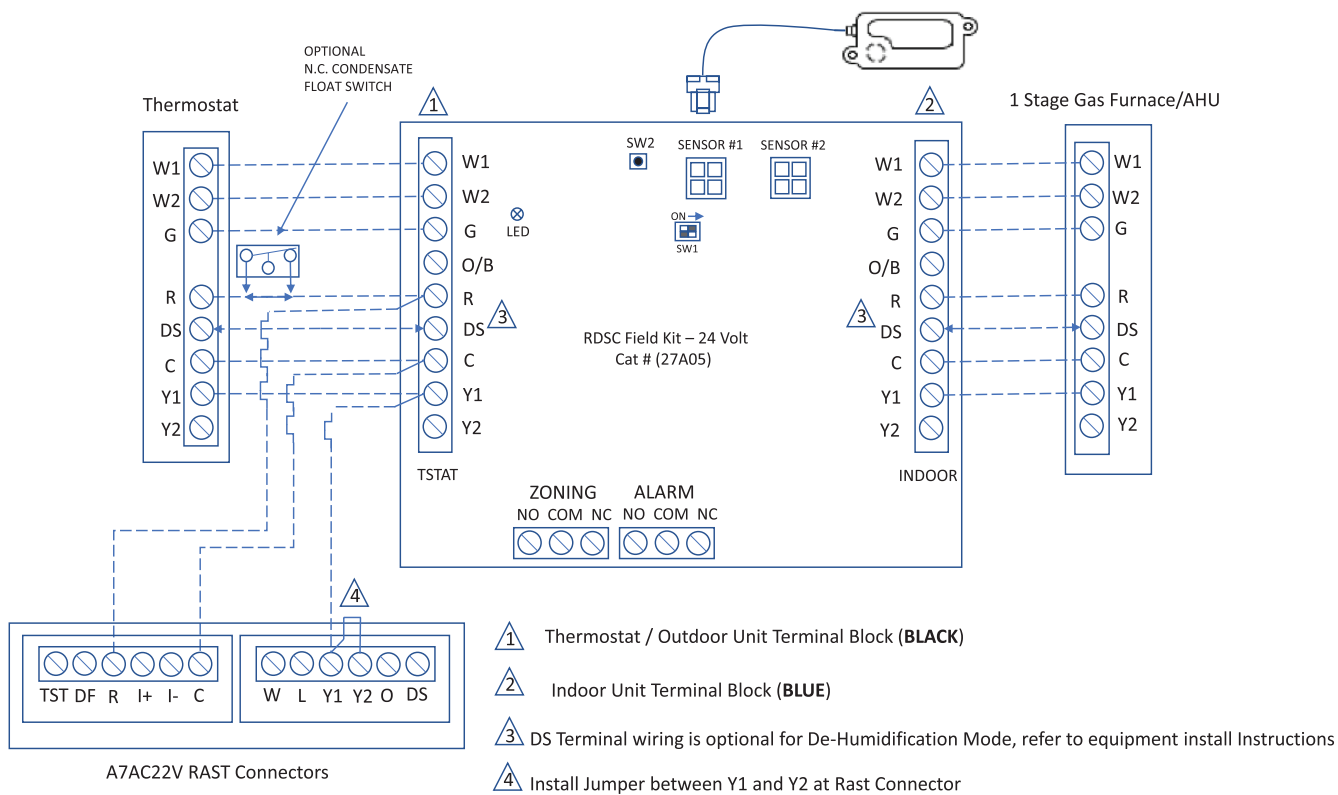 OPTIONAL
N.C. CONDENSATE
FLOAT SWITCH
Thermostat
1
2
1 Stage Gas Furnace/AHU
W1
W2
G
R
DS
C
Y1
Y2
W1
W2
G
O/B
R
DS
C
Y1
Y2
TSTAT
3
LED
SW2
SENSOR #1
SENSOR #2
ON
SW1
RDSC Field Kit – 24 Volt
Cat # (27A05)
3
W1
W2
G
O/B
R
DS
C
Y1
Y2
INDOOR
W1
W2
G
R
DS
C
Y1
Y2
ZONING
NO COM NC
ALARM
NO COM NC
4
TST DF R I+ I- C
W L Y1 Y2 O DS
A7AC22V RAST Connectors
1 Thermostat / Outdoor Unit Terminal Block (BLACK)
2 Indoor Unit Terminal Block (BLUE)
3 DS Terminal wiring is optional for De-Humidification Mode, refer to equipment install Instructions
4 Install Jumper between Y1 and Y2 at Rast Connector